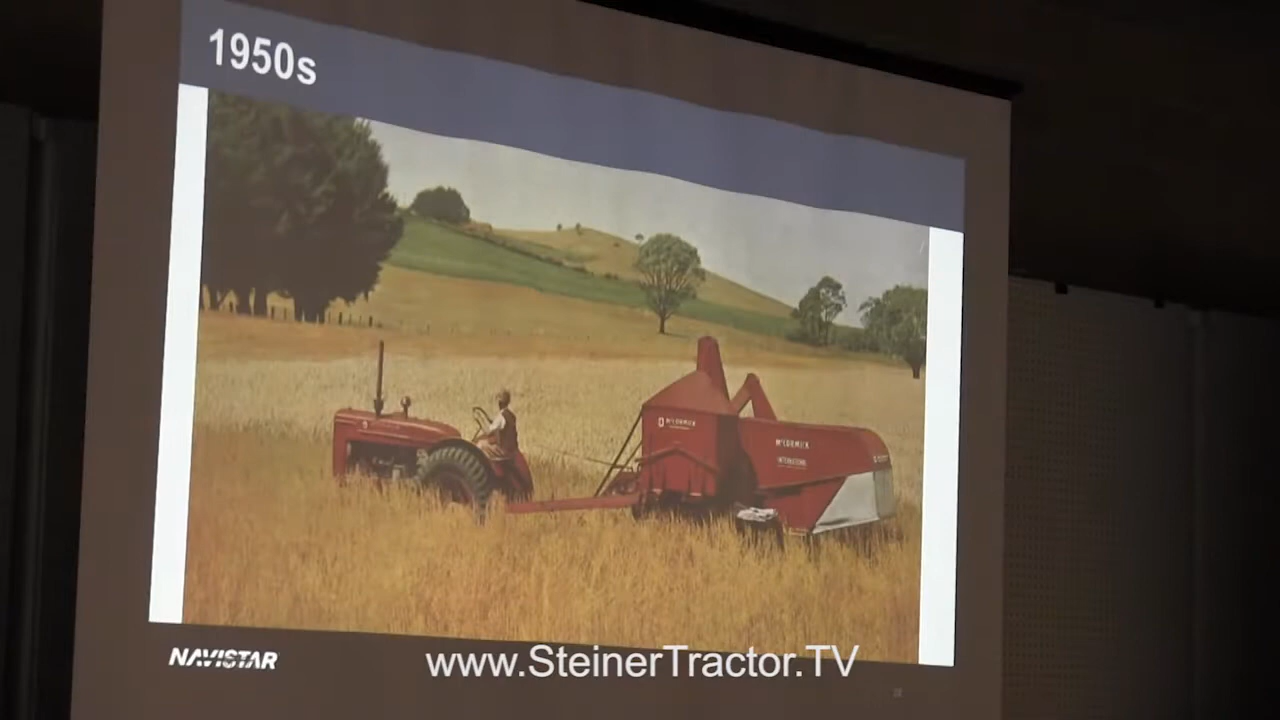 1950s
McCORMICK
McCORMICK
INTERNATIONAL
NAVISTAR
www.SteinerTractor.TV